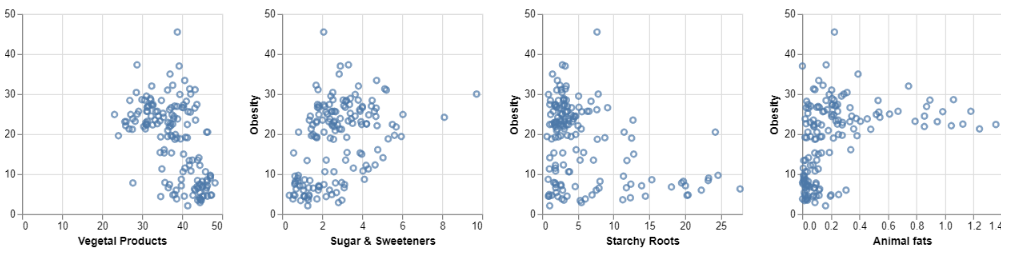 50
40
30
20
10
0
0 10 20 30 40 50
Vegetal Products
Obesity
50
40
30
20
10
0
0 2 4 6 8 10
Sugar & Sweeteners
Obesity
50
40
30
20
10
0
0 5 10 15 20 25
Starchy Roots
Obesity
50
40
30
20
10
0
0.0 0.2 0.4 0.6 0.8 1.0 1.2 1.4
Animal fats